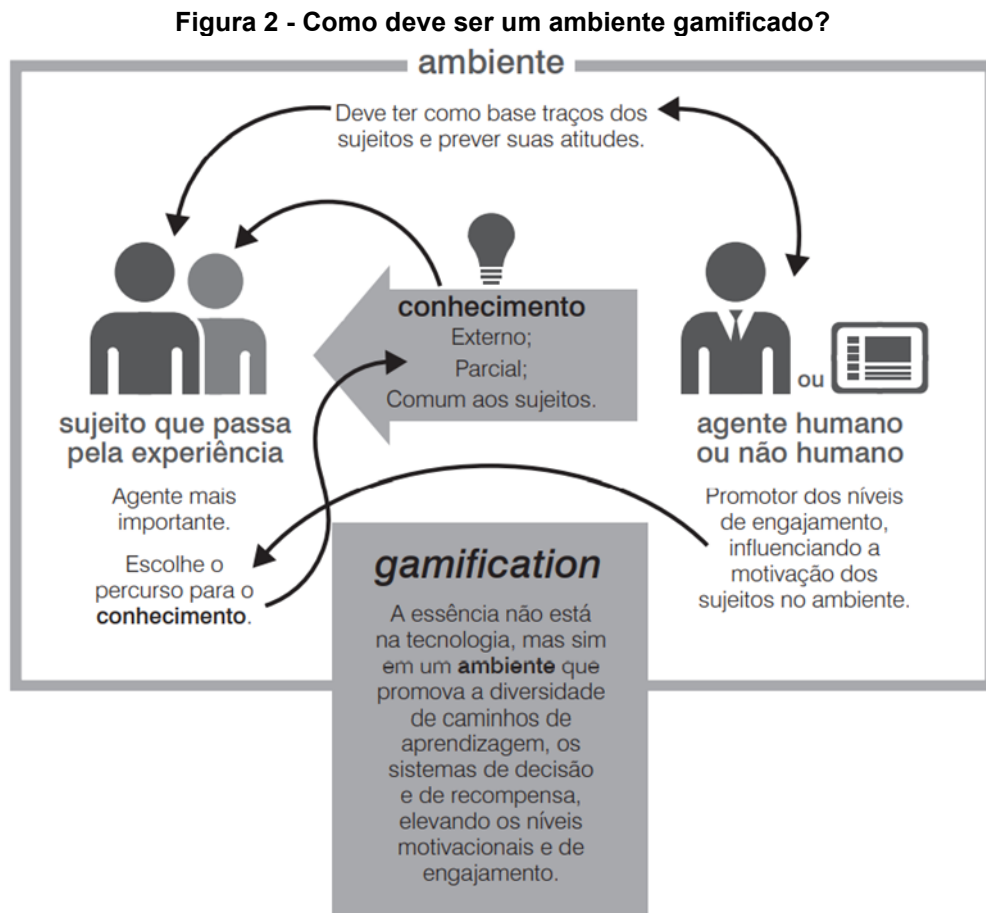 Figura 2 - Como deve ser um ambiente gamificado?
ambiente
Deve ter como base traços dos
sujeitos e prever suas atitudes.
conhecimento
Externo;
Parcial;
Comum aos sujeitos.
ou
sujeito que passa
pela experiência
Agente mais
importante.
Escolhe o
percurso para o
conhecimento.
agente humano
ou não humano
Promotor dos níveis
de engajamento,
influenciando a
motivação dos
sujeitos no ambiente.
gamification
A essência não está
na tecnologia, mas sim
em um ambiente que
promova a diversidade
de caminhos de
aprendizagem, os
sistemas de decisão
e de recompensa,
elevando os níveis
motivacionais e de
engajamento.